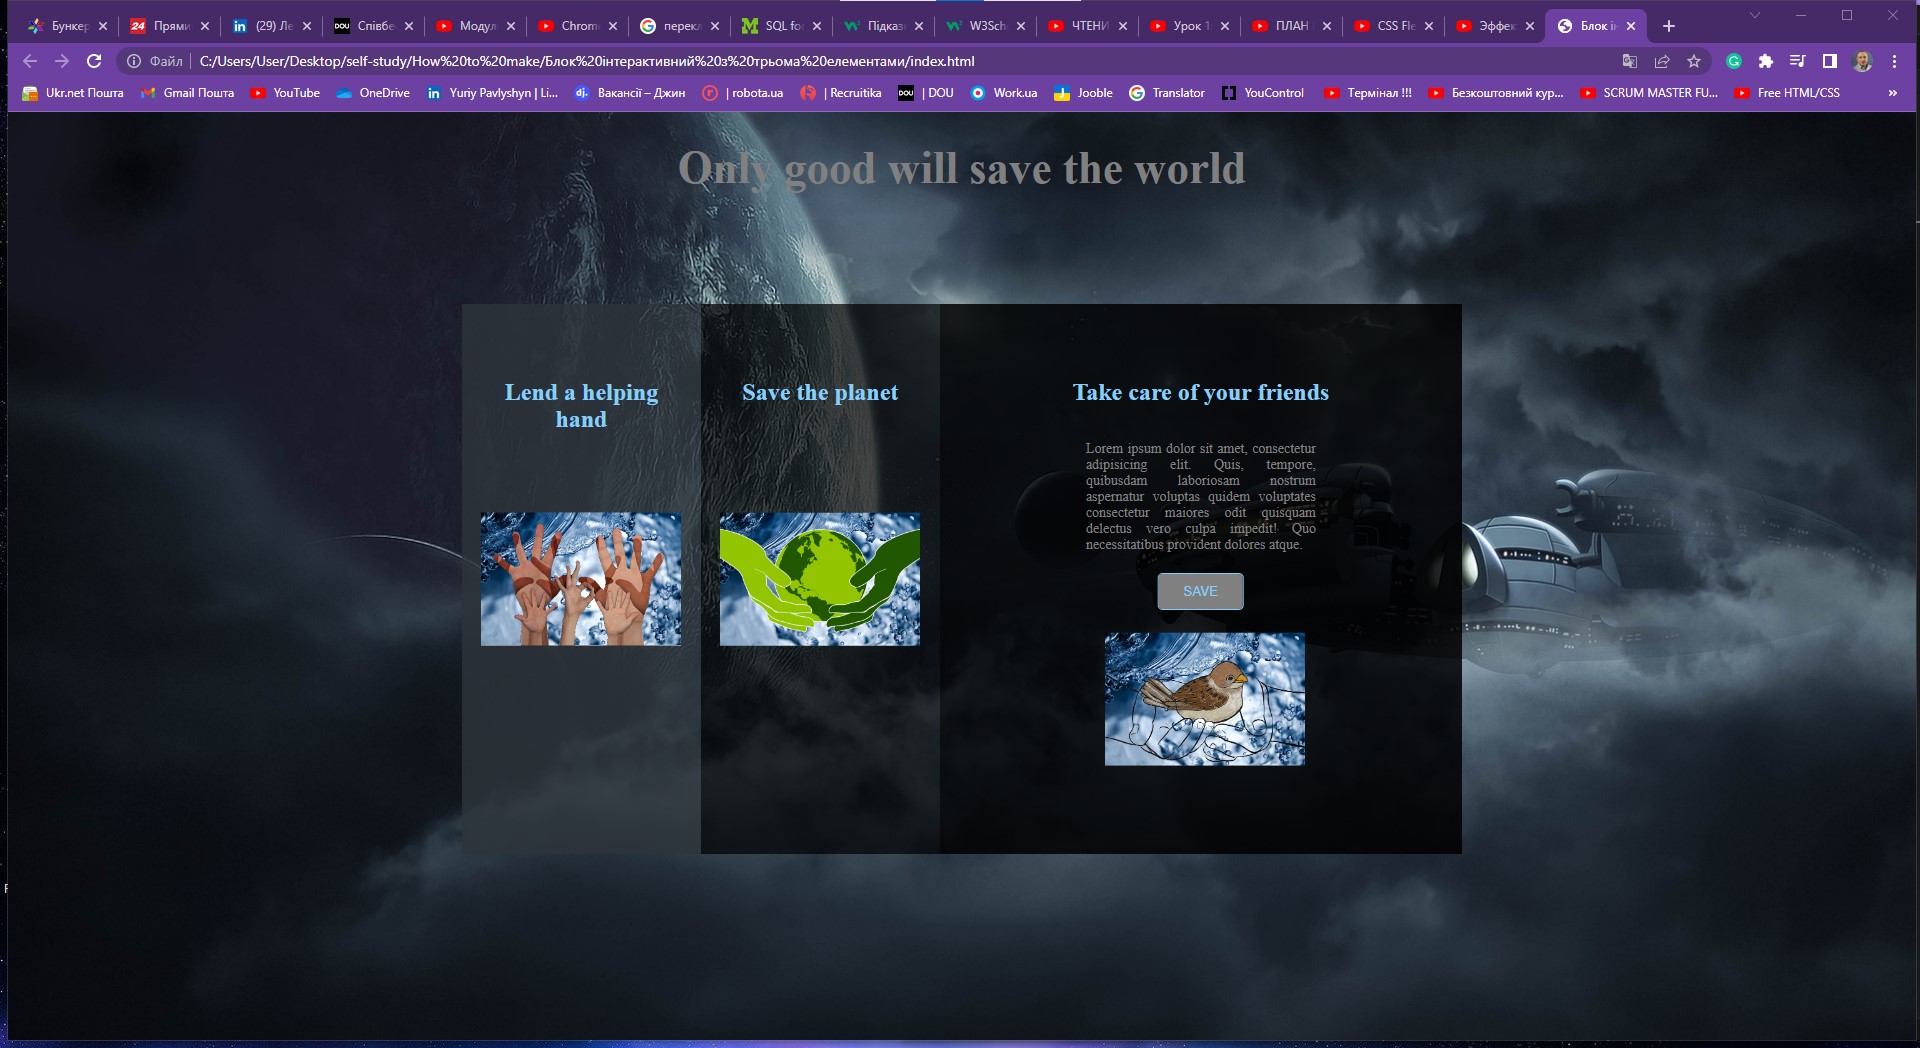 Бункер
24 Прямі
in (29) Ле
DOU Співбе
Модул
Chrom
G перекл
SQL fo
Підказ
W3Sch
ЧТЕНИ
Урок 1
ПЛАН
CSS Fle
Эффек
Блок ін
Файл | C:/Users/User/Desktop/self-study/How%20to%20make/Блок%20інтерактивний%20з%20трьома%20елементами/index.html
Ukr.net Пошта
Gmail Пошта
YouTube
OneDrive
in Yuriy Pavlyshyn | Li...
dj. Вакансії – Джин
| robota.ua
| Recruitika
DOU | DOU
Work.ua
Jooble
Translator
YouControl
Термінал !!!
Безкоштовний кур...
SCRUM MASTER FU...
Free HTML/CSS
»
Only good will save the world
Lend a helping
hand
Save the planet
Take care of your friends
Lorem ipsum dolor sit amet, consectetur
adipisicing elit. Quis, tempore,
quibusdam laboriosam nostrum
aspernatur voluptas quidem voluptates
consectetur maiores odit quisquam
delectus vero culpa impedit! Quo
necessitatibus provident dolores atque.
SAVE